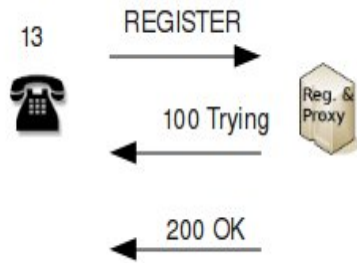 REGISTER
13
100 Trying
Reg. &
Proxy
200 OK